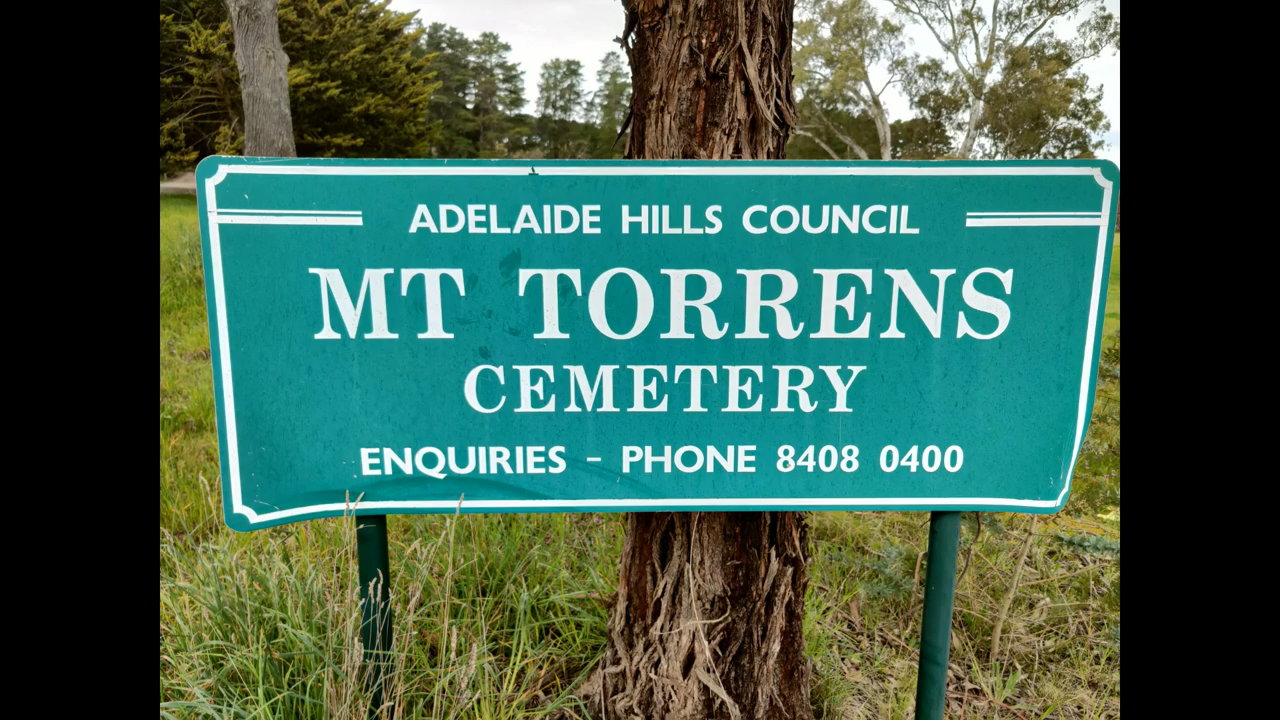 ADELAIDE HILLS COUNCIL
MT TORRENS
CEMETERY
ENQUIRIES - PHONE 8408 0400